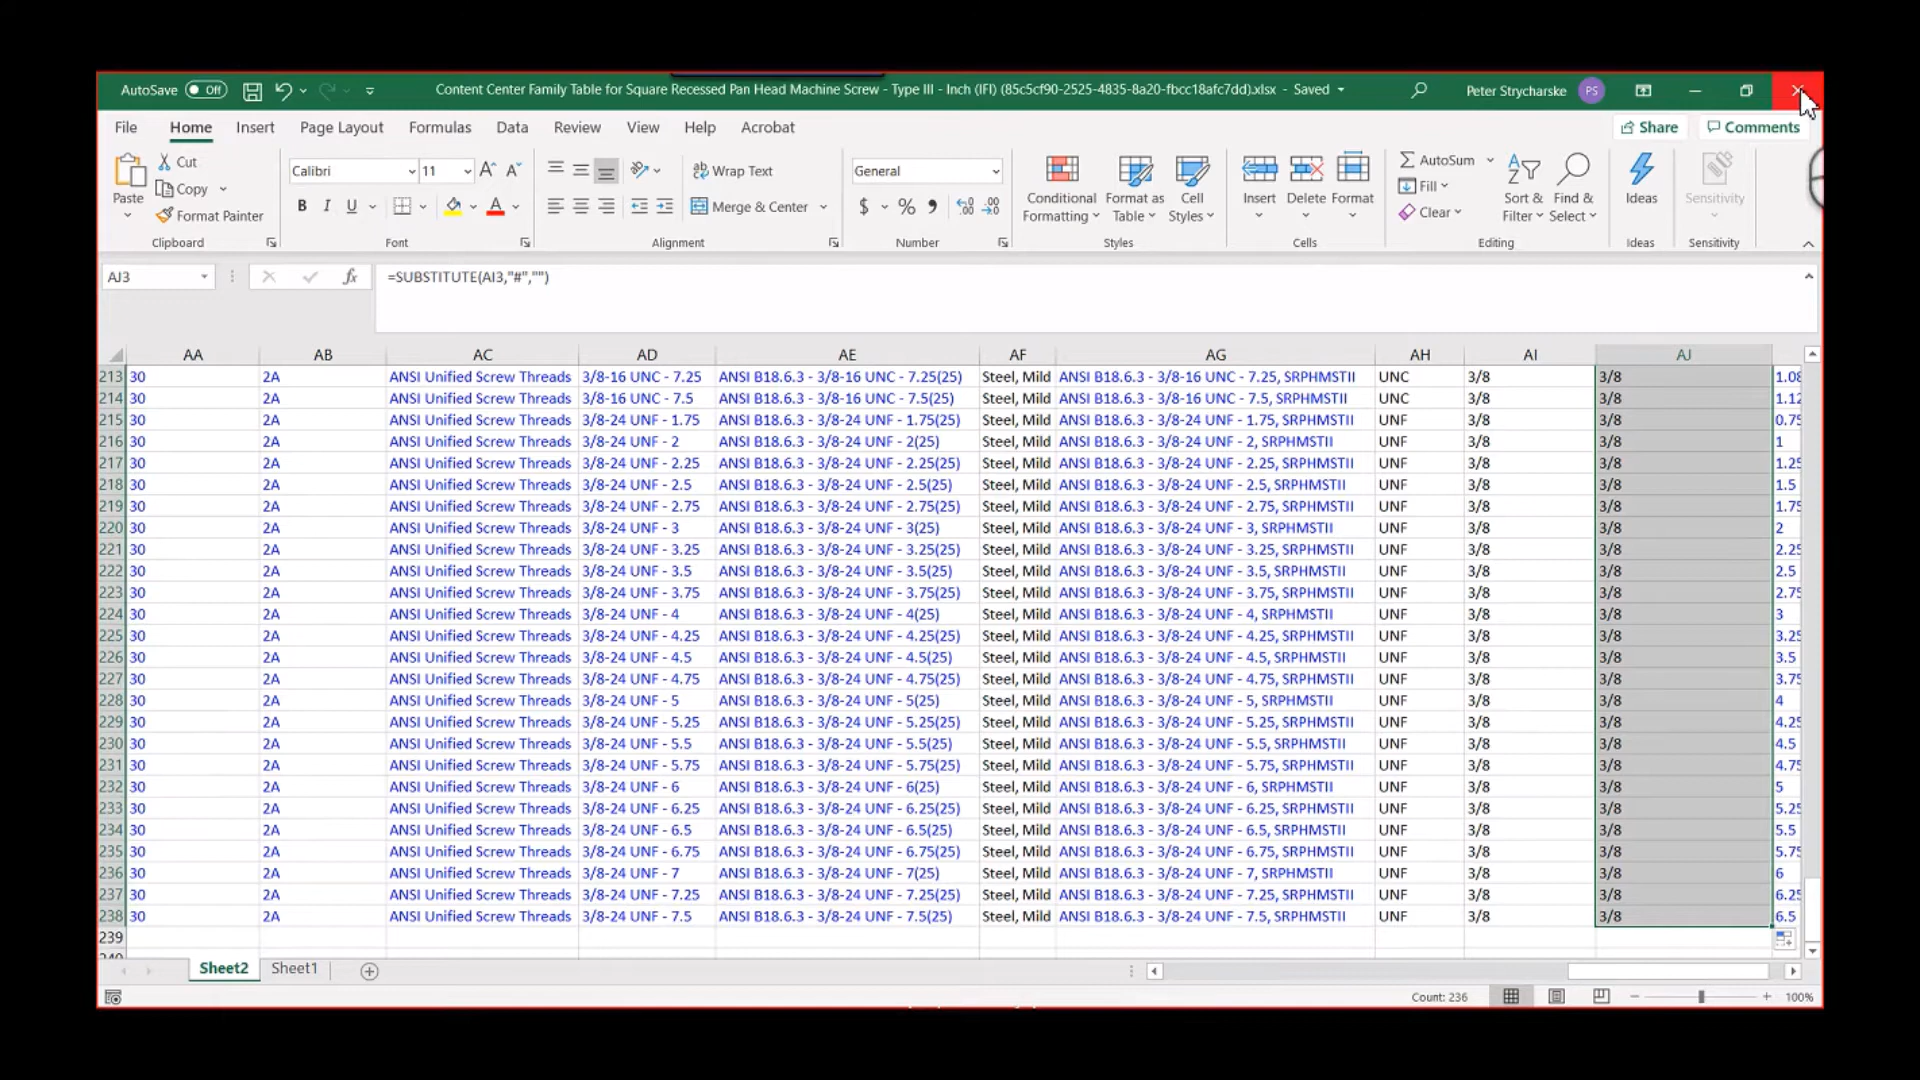 AutoSave Off Content Center Family Table for Square Recessed Pan Head Machine Screw - Type III - Inch (IFI) (85c5cf90-2525-4835-8a20-fbcc18afc7dd).xlsx - Saved Peter Strycharske PS
File Home Insert Page Layout Formulas Data Review View Help Acrobat Share Comments
Paste Cut Copy Format Painter Clipboard
Calibri 11 B I U A Font
Wrap Text Merge & Center Alignment
General $ % Number
Conditional Formatting Format as Table Cell Styles Styles
Insert Delete Format Cells
AutoSum Fill Clear Sort & Filter Find & Select Editing
Ideas Ideas
Sensitivity Sensitivity
AJ3 fx =SUBSTITUTE(AI3,"#","")
AA AB AC AD AE AF AG AH AI AJ
213 30 2A ANSI Unified Screw Threads 3/8-16 UNC - 7.25 ANSI B18.6.3 - 3/8-16 UNC - 7.25(25) Steel, Mild ANSI B18.6.3 - 3/8-16 UNC - 7.25, SRPHMSTII UNC 3/8 3/8 1.08
214 30 2A ANSI Unified Screw Threads 3/8-16 UNC - 7.5 ANSI B18.6.3 - 3/8-16 UNC - 7.5(25) Steel, Mild ANSI B18.6.3 - 3/8-16 UNC - 7.5, SRPHMSTII UNC 3/8 3/8 1.12
215 30 2A ANSI Unified Screw Threads 3/8-24 UNF - 1.75 ANSI B18.6.3 - 3/8-24 UNF - 1.75(25) Steel, Mild ANSI B18.6.3 - 3/8-24 UNF - 1.75, SRPHMSTII UNF 3/8 3/8 0.75
216 30 2A ANSI Unified Screw Threads 3/8-24 UNF - 2 ANSI B18.6.3 - 3/8-24 UNF - 2(25) Steel, Mild ANSI B18.6.3 - 3/8-24 UNF - 2, SRPHMSTII UNF 3/8 3/8 1
217 30 2A ANSI Unified Screw Threads 3/8-24 UNF - 2.25 ANSI B18.6.3 - 3/8-24 UNF - 2.25(25) Steel, Mild ANSI B18.6.3 - 3/8-24 UNF - 2.25, SRPHMSTII UNF 3/8 3/8 1.25
218 30 2A ANSI Unified Screw Threads 3/8-24 UNF - 2.5 ANSI B18.6.3 - 3/8-24 UNF - 2.5(25) Steel, Mild ANSI B18.6.3 - 3/8-24 UNF - 2.5, SRPHMSTII UNF 3/8 3/8 1.5
219 30 2A ANSI Unified Screw Threads 3/8-24 UNF - 2.75 ANSI B18.6.3 - 3/8-24 UNF - 2.75(25) Steel, Mild ANSI B18.6.3 - 3/8-24 UNF - 2.75, SRPHMSTII UNF 3/8 3/8 1.75
220 30 2A ANSI Unified Screw Threads 3/8-24 UNF - 3 ANSI B18.6.3 - 3/8-24 UNF - 3(25) Steel, Mild ANSI B18.6.3 - 3/8-24 UNF - 3, SRPHMSTII UNF 3/8 3/8 2
221 30 2A ANSI Unified Screw Threads 3/8-24 UNF - 3.25 ANSI B18.6.3 - 3/8-24 UNF - 3.25(25) Steel, Mild ANSI B18.6.3 - 3/8-24 UNF - 3.25, SRPHMSTII UNF 3/8 3/8 2.25
222 30 2A ANSI Unified Screw Threads 3/8-24 UNF - 3.5 ANSI B18.6.3 - 3/8-24 UNF - 3.5(25) Steel, Mild ANSI B18.6.3 - 3/8-24 UNF - 3.5, SRPHMSTII UNF 3/8 3/8 2.5
223 30 2A ANSI Unified Screw Threads 3/8-24 UNF - 3.75 ANSI B18.6.3 - 3/8-24 UNF - 3.75(25) Steel, Mild ANSI B18.6.3 - 3/8-24 UNF - 3.75, SRPHMSTII UNF 3/8 3/8 2.75
224 30 2A ANSI Unified Screw Threads 3/8-24 UNF - 4 ANSI B18.6.3 - 3/8-24 UNF - 4(25) Steel, Mild ANSI B18.6.3 - 3/8-24 UNF - 4, SRPHMSTII UNF 3/8 3/8 3
225 30 2A ANSI Unified Screw Threads 3/8-24 UNF - 4.25 ANSI B18.6.3 - 3/8-24 UNF - 4.25(25) Steel, Mild ANSI B18.6.3 - 3/8-24 UNF - 4.25, SRPHMSTII UNF 3/8 3/8 3.25
226 30 2A ANSI Unified Screw Threads 3/8-24 UNF - 4.5 ANSI B18.6.3 - 3/8-24 UNF - 4.5(25) Steel, Mild ANSI B18.6.3 - 3/8-24 UNF - 4.5, SRPHMSTII UNF 3/8 3/8 3.5
227 30 2A ANSI Unified Screw Threads 3/8-24 UNF - 4.75 ANSI B18.6.3 - 3/8-24 UNF - 4.75(25) Steel, Mild ANSI B18.6.3 - 3/8-24 UNF - 4.75, SRPHMSTII UNF 3/8 3/8 3.75
228 30 2A ANSI Unified Screw Threads 3/8-24 UNF - 5 ANSI B18.6.3 - 3/8-24 UNF - 5(25) Steel, Mild ANSI B18.6.3 - 3/8-24 UNF - 5, SRPHMSTII UNF 3/8 3/8 4
229 30 2A ANSI Unified Screw Threads 3/8-24 UNF - 5.25 ANSI B18.6.3 - 3/8-24 UNF - 5.25(25) Steel, Mild ANSI B18.6.3 - 3/8-24 UNF - 5.25, SRPHMSTII UNF 3/8 3/8 4.25
230 30 2A ANSI Unified Screw Threads 3/8-24 UNF - 5.5 ANSI B18.6.3 - 3/8-24 UNF - 5.5(25) Steel, Mild ANSI B18.6.3 - 3/8-24 UNF - 5.5, SRPHMSTII UNF 3/8 3/8 4.5
231 30 2A ANSI Unified Screw Threads 3/8-24 UNF - 5.75 ANSI B18.6.3 - 3/8-24 UNF - 5.75(25) Steel, Mild ANSI B18.6.3 - 3/8-24 UNF - 5.75, SRPHMSTII UNF 3/8 3/8 4.75
232 30 2A ANSI Unified Screw Threads 3/8-24 UNF - 6 ANSI B18.6.3 - 3/8-24 UNF - 6(25) Steel, Mild ANSI B18.6.3 - 3/8-24 UNF - 6, SRPHMSTII UNF 3/8 3/8 5
233 30 2A ANSI Unified Screw Threads 3/8-24 UNF - 6.25 ANSI B18.6.3 - 3/8-24 UNF - 6.25(25) Steel, Mild ANSI B18.6.3 - 3/8-24 UNF - 6.25, SRPHMSTII UNF 3/8 3/8 5.25
234 30 2A ANSI Unified Screw Threads 3/8-24 UNF - 6.5 ANSI B18.6.3 - 3/8-24 UNF - 6.5(25) Steel, Mild ANSI B18.6.3 - 3/8-24 UNF - 6.5, SRPHMSTII UNF 3/8 3/8 5.5
235 30 2A ANSI Unified Screw Threads 3/8-24 UNF - 6.75 ANSI B18.6.3 - 3/8-24 UNF - 6.75(25) Steel, Mild ANSI B18.6.3 - 3/8-24 UNF - 6.75, SRPHMSTII UNF 3/8 3/8 5.75
236 30 2A ANSI Unified Screw Threads 3/8-24 UNF - 7 ANSI B18.6.3 - 3/8-24 UNF - 7(25) Steel, Mild ANSI B18.6.3 - 3/8-24 UNF - 7, SRPHMSTII UNF 3/8 3/8 6
237 30 2A ANSI Unified Screw Threads 3/8-24 UNF - 7.25 ANSI B18.6.3 - 3/8-24 UNF - 7.25(25) Steel, Mild ANSI B18.6.3 - 3/8-24 UNF - 7.25, SRPHMSTII UNF 3/8 3/8 6.25
238 30 2A ANSI Unified Screw Threads 3/8-24 UNF - 7.5 ANSI B18.6.3 - 3/8-24 UNF - 7.5(25) Steel, Mild ANSI B18.6.3 - 3/8-24 UNF - 7.5, SRPHMSTII UNF 3/8 3/8 6.5
239
Sheet2 Sheet1
Count: 236 100%